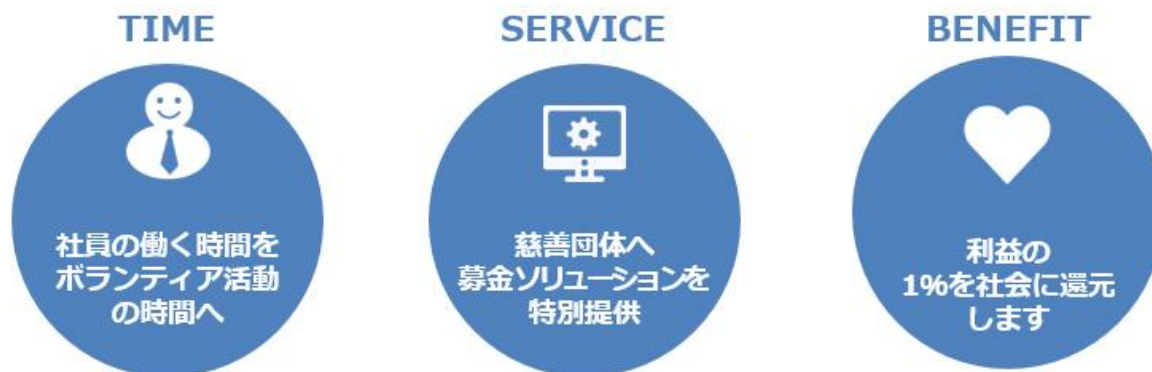 TIME
社員の働く時間を
ボランティア活動
の時間へ
SERVICE
慈善団体へ
募金ソリューションを
特別提供
BENEFIT
利益の
1%を社会に還元
します